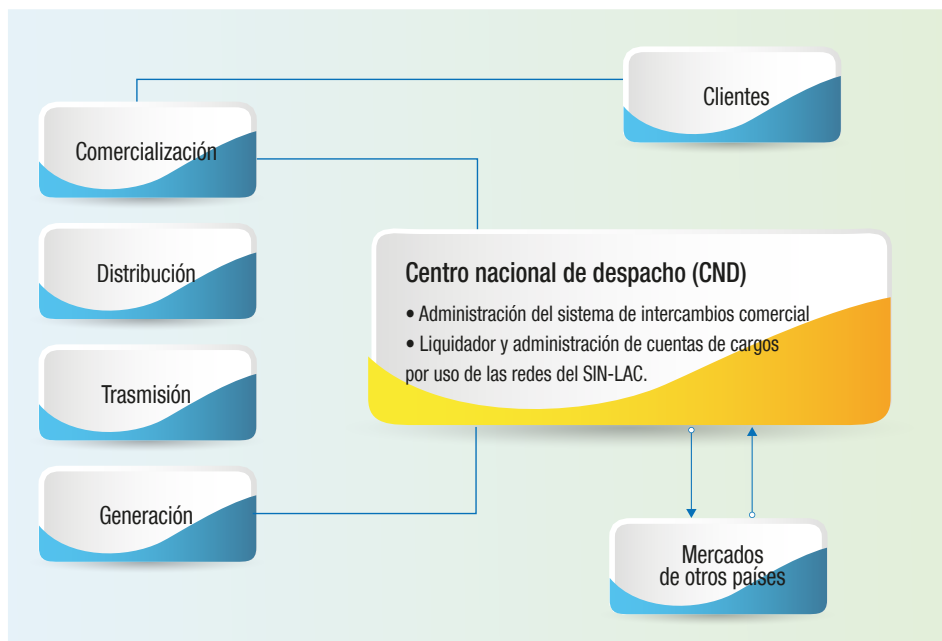 Clientes
Comercialización
Distribución
Centro nacional de despacho (CND)
• Administración del sistema de intercambios comercial
• Liquidador y administración de cuentas de cargos
por uso de las redes del SIN-LAC.
Trasmisión
Generación
Mercados
de otros países